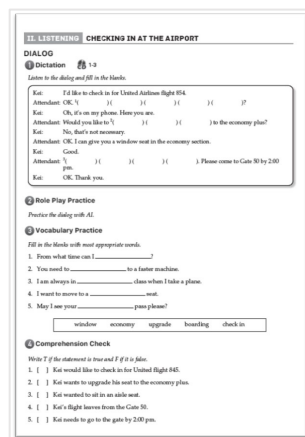 II. LISTENING CHECKING IN AT THE AIRPORT
DIALOG
1 Dictation 1-3
Listen to the dialog and fill in the blanks.
Kei: I'd like to check in for United Airlines flight 854.
Attendant: OK. 1( ) ( ) ( ) ( ) ( ) ( )?
Kei: Oh, it's on my phone. Here you are.
Attendant: Would you like to 2( ) ( ) ( ) to the economy plus?
Kei: No, that's not necessary.
Attendant: OK. I can give you a window seat in the economy section.
Kei: Good.
Attendant: 3( ) ( ) ( ) ( ) ( ). Please come to Gate 50 by 2:00
pm.
Kei: OK. Thank you.
2 Role Play Practice
Practice the dialog with AI.
3 Vocabulary Practice
Fill in the blanks with most appropriate words.
1. From what time can I ____________?
2. You need to ____________ to a faster machine.
3. I am always in ____________ class when I take a plane.
4. I want to move to a ____________ seat.
5. May I see your ____________ pass please?
window economy upgrade boarding check in
4 Comprehension Check
Write T if the statement is true and F if it is false.
1. [ ] Kei would like to check in for United flight 845.
2. [ ] Kei wants to upgrade his seat to the economy plus.
3. [ ] Kei wanted to sit in an aisle seat.
4. [ ] Kei's flight leaves from the Gate 50.
5. [ ] Kei needs to go to the gate by 2:00 pm.